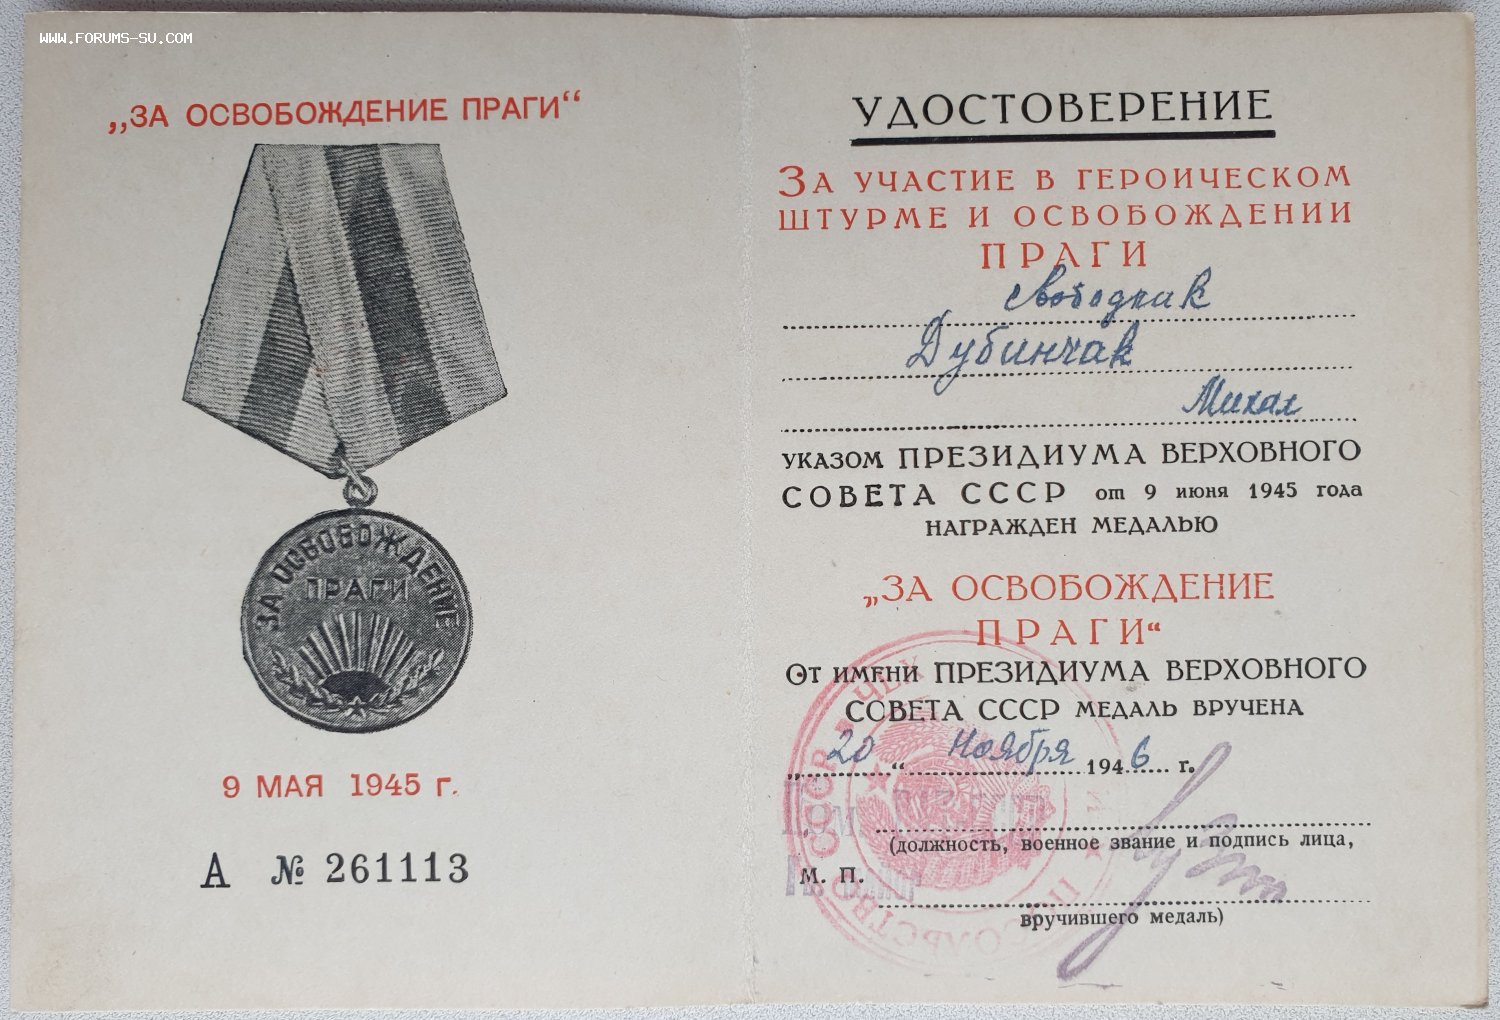 WWW.FORUMS-SU.COM
„ЗА ОСВОБОЖДЕНИЕ ПРАГИ“
ЗА ОСВОБОЖДЕНИЕ
ПРАГИ
9 МАЯ 1945 г.
А № 261113
УДОСТОВЕРЕНИЕ
ЗА УЧАСТИЕ В ГЕРОИЧЕСКОМ
ШТУРМЕ И ОСВОБОЖДЕНИИ
ПРАГИ
свободник
Дубинчак
Михал
УКАЗОМ ПРЕЗИДИУМА ВЕРХОВНОГО
СОВЕТА СССР от 9 июня 1945 года
НАГРАЖДЕН МЕДАЛЬЮ
„ЗА ОСВОБОЖДЕНИЕ
ПРАГИ“
ОТ ИМЕНИ ПРЕЗИДИУМА ВЕРХОВНОГО
СОВЕТА СССР МЕДАЛЬ ВРУЧЕНА
„20“ Ноября 1946 г.
(должность, военное звание и подпись лица,
М. П.
вручившего медаль)
СССР В ЧЕХ